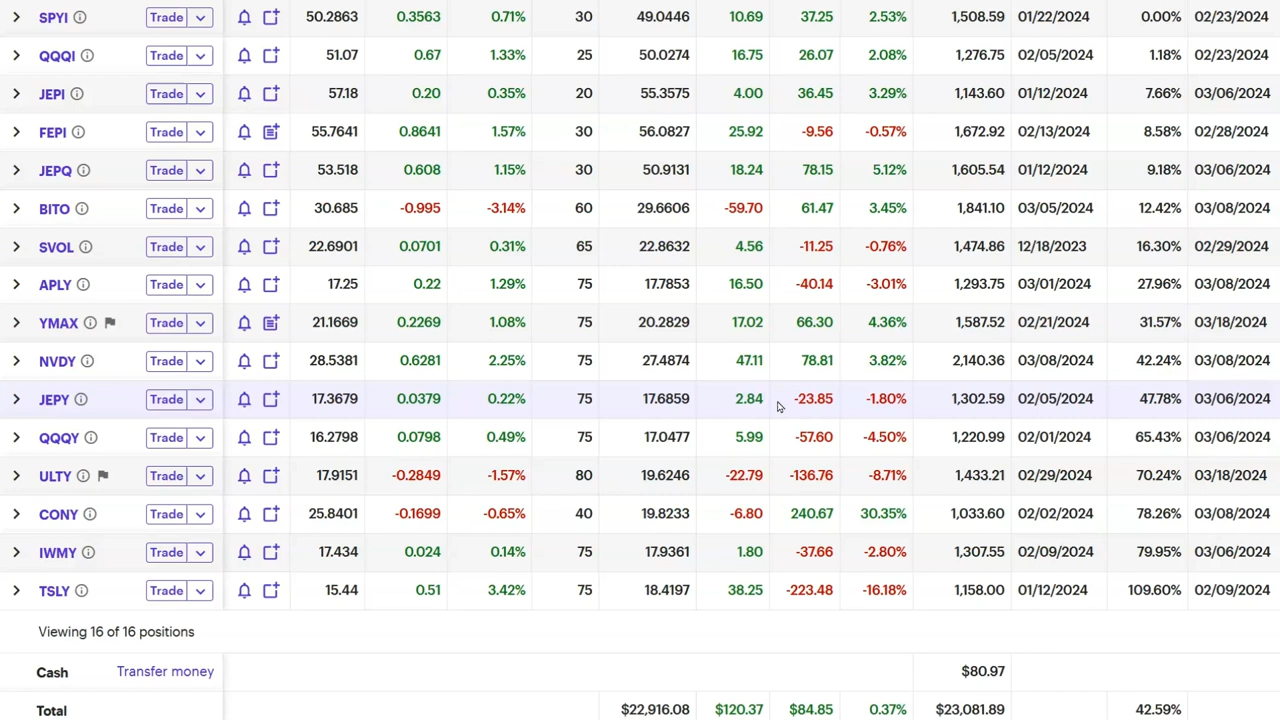 SPYI Trade 50.2863 0.3563 0.71% 30 49.0446 10.69 37.25 2.53% 1,508.59 01/22/2024 0.00% 02/23/2024
QQQI Trade 51.07 0.67 1.33% 25 50.0274 16.75 26.07 2.08% 1,276.75 02/05/2024 1.18% 02/23/2024
JEPI Trade 57.18 0.20 0.35% 20 55.3575 4.00 36.45 3.29% 1,143.60 01/12/2024 7.66% 03/06/2024
FEPI Trade 55.7641 0.8641 1.57% 30 56.0827 25.92 -9.56 -0.57% 1,672.92 02/13/2024 8.58% 02/28/2024
JEPQ Trade 53.518 0.608 1.15% 30 50.9131 18.24 78.15 5.12% 1,605.54 01/12/2024 9.18% 03/06/2024
BITO Trade 30.685 -0.995 -3.14% 60 29.6606 -59.70 61.47 3.45% 1,841.10 03/05/2024 12.42% 03/08/2024
SVOL Trade 22.6901 0.0701 0.31% 65 22.8632 4.56 -11.25 -0.76% 1,474.86 12/18/2023 16.30% 02/29/2024
APLY Trade 17.25 0.22 1.29% 75 17.7853 16.50 -40.14 -3.01% 1,293.75 03/01/2024 27.96% 03/08/2024
YMAX Trade 21.1669 0.2269 1.08% 75 20.2829 17.02 66.30 4.36% 1,587.52 02/21/2024 31.57% 03/18/2024
NVDY Trade 28.5381 0.6281 2.25% 75 27.4874 47.11 78.81 3.82% 2,140.36 03/08/2024 42.24% 03/08/2024
JEPY Trade 17.3679 0.0379 0.22% 75 17.6859 2.84 -23.85 -1.80% 1,302.59 02/05/2024 47.78% 03/06/2024
QQQY Trade 16.2798 0.0798 0.49% 75 17.0477 5.99 -57.60 -4.50% 1,220.99 02/01/2024 65.43% 03/06/2024
ULTY Trade 17.9151 -0.2849 -1.57% 80 19.6246 -22.79 -136.76 -8.71% 1,433.21 02/29/2024 70.24% 03/18/2024
CONY Trade 25.8401 -0.1699 -0.65% 40 19.8233 -6.80 240.67 30.35% 1,033.60 02/02/2024 78.26% 03/08/2024
IWMY Trade 17.434 0.024 0.14% 75 17.9361 1.80 -37.66 -2.80% 1,307.55 02/09/2024 79.95% 03/06/2024
TSLY Trade 15.44 0.51 3.42% 75 18.4197 38.25 -223.48 -16.18% 1,158.00 01/12/2024 109.60% 02/09/2024
Viewing 16 of 16 positions
Cash Transfer money $80.97
Total $22,916.08 $120.37 $84.85 0.37% $23,081.89 42.59%